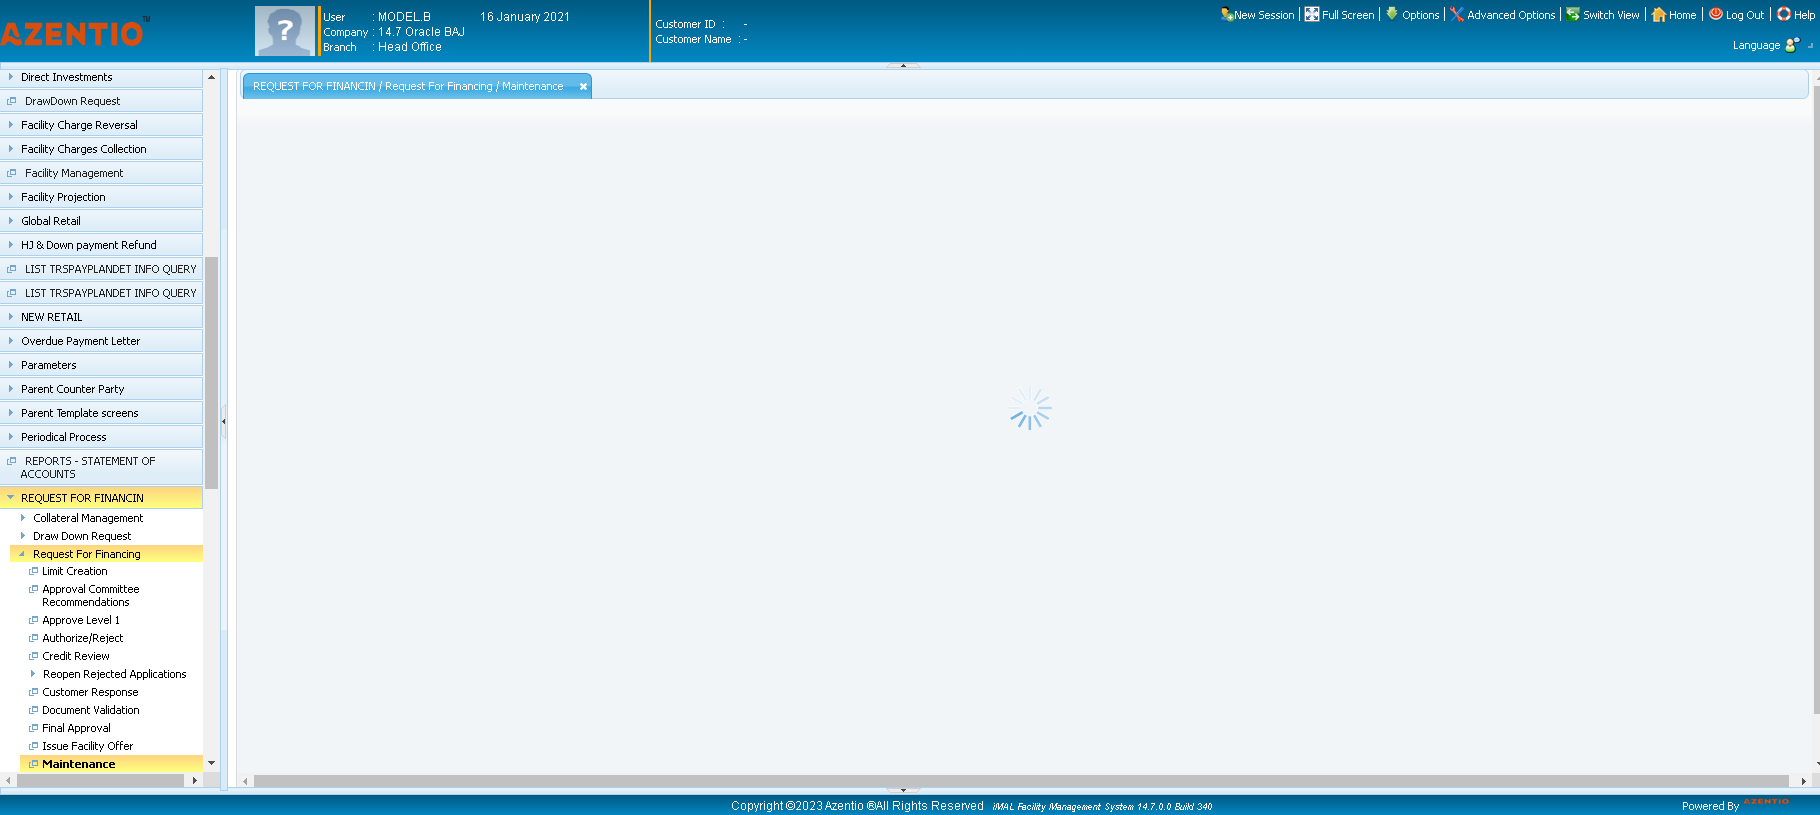 AZENTIO™
User : MODEL.B 16 January 2021
Company : 14.7 Oracle BAJ
Branch : Head Office
Customer ID : -
Customer Name : -
New Session | Full Screen | Options | Advanced Options | Switch View | Home | Log Out | Help
Language
Direct Investments
DrawDown Request
Facility Charge Reversal
Facility Charges Collection
Facility Management
Facility Projection
Global Retail
HJ & Down payment Refund
LIST TRSPAYPLANDET INFO QUERY
LIST TRSPAYPLANDET INFO QUERY
NEW RETAIL
Overdue Payment Letter
Parameters
Parent Counter Party
Parent Template screens
Periodical Process
REPORTS - STATEMENT OF
ACCOUNTS
REQUEST FOR FINANCIN
Collateral Management
Draw Down Request
Request For Financing
Limit Creation
Approval Committee
Recommendations
Approve Level 1
Authorize/Reject
Credit Review
Reopen Rejected Applications
Customer Response
Document Validation
Final Approval
Issue Facility Offer
Maintenance
REQUEST FOR FINANCIN / Request For Financing / Maintenance
Copyright ©2023 Azentio ®All Rights Reserved iMAL Facility Management System 14.7.0.0 Build 340
Powered By AZENTIO